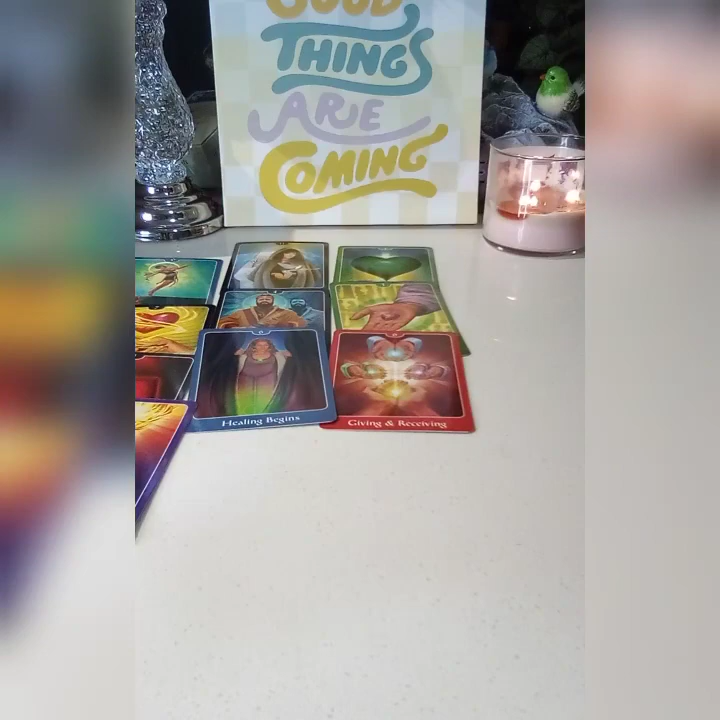 GOOD
THINGS
ARE
COMING
Healing Begins
Giving & Receiving